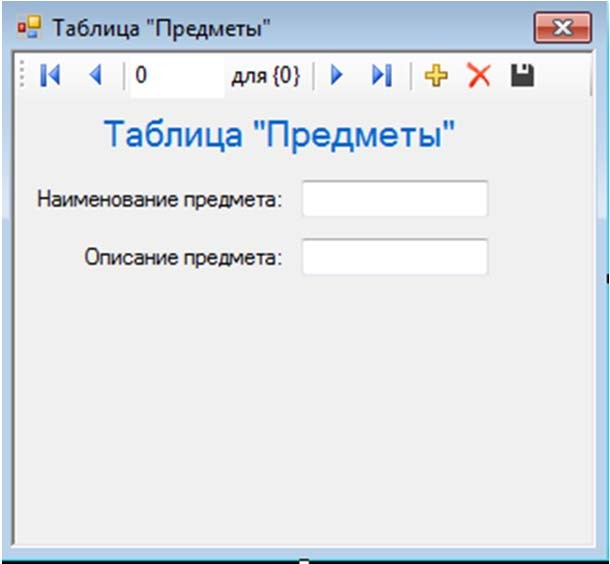 Таблица "Предметы"
0 для {0}
Таблица "Предметы"
Наименование предмета:
Описание предмета: